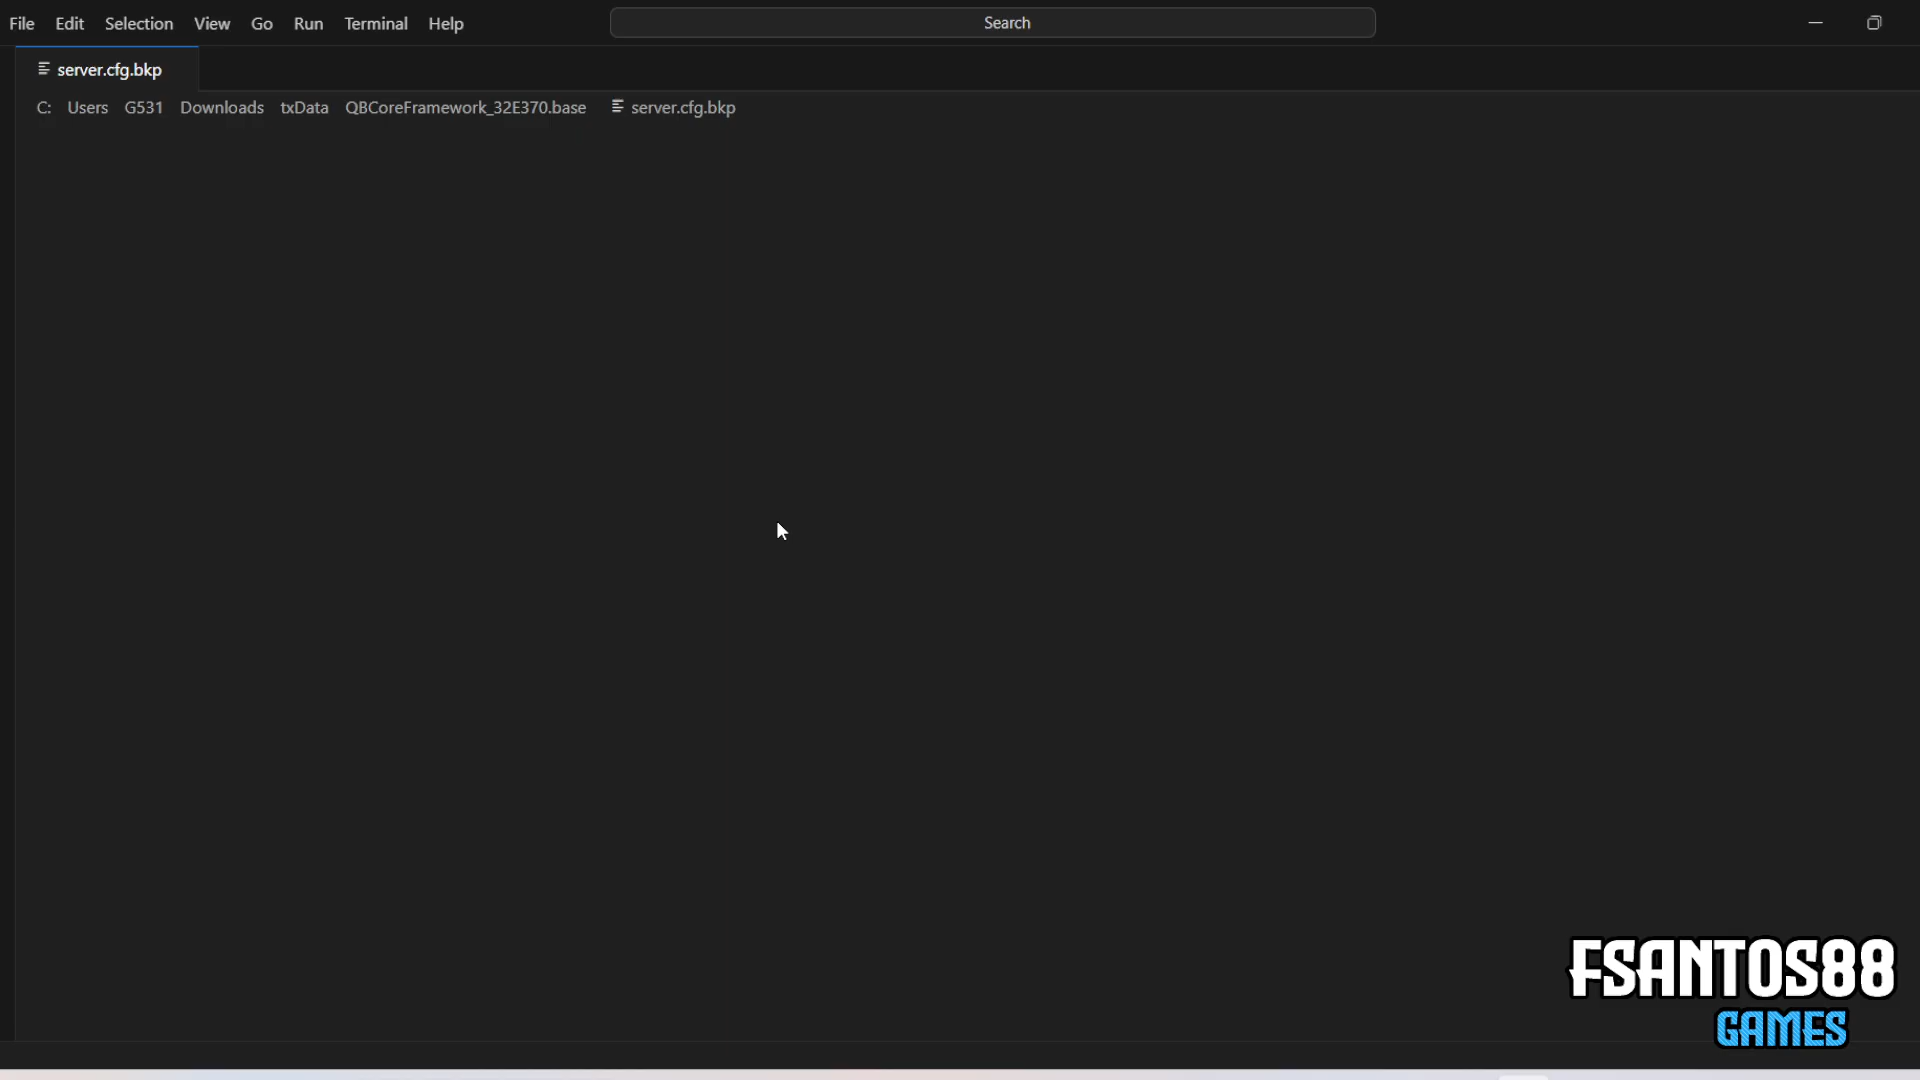 File Edit Selection View Go Run Terminal Help Search
server.cfg.bkp
C: Users G531 Downloads txData QBCoreFramework_32E370.base server.cfg.bkp
FSANTOS88
GAMES